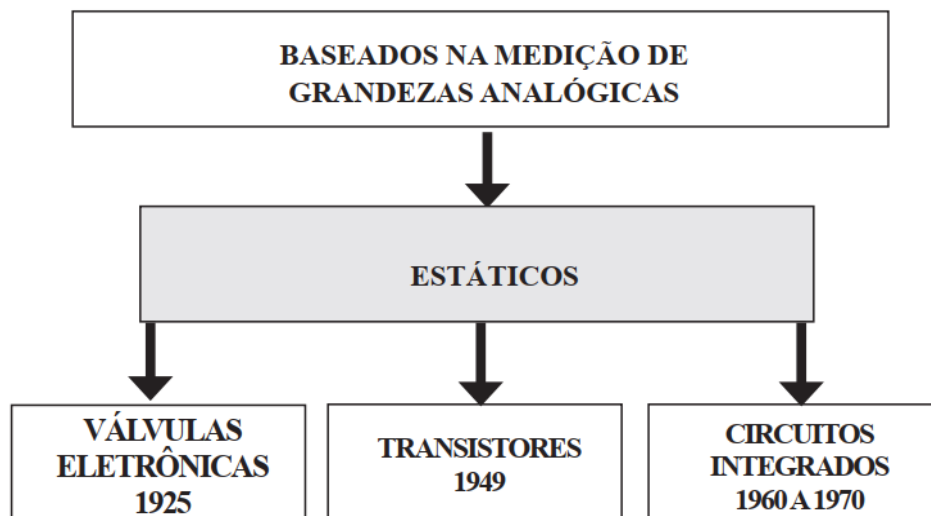 BASEADOS NA MEDIÇÃO DE
GRANDEZAS ANALÓGICAS
ESTÁTICOS
VÁLVULAS
ELETRÔNICAS
1925
TRANSISTORES
1949
CIRCUITOS
INTEGRADOS
1960 A 1970